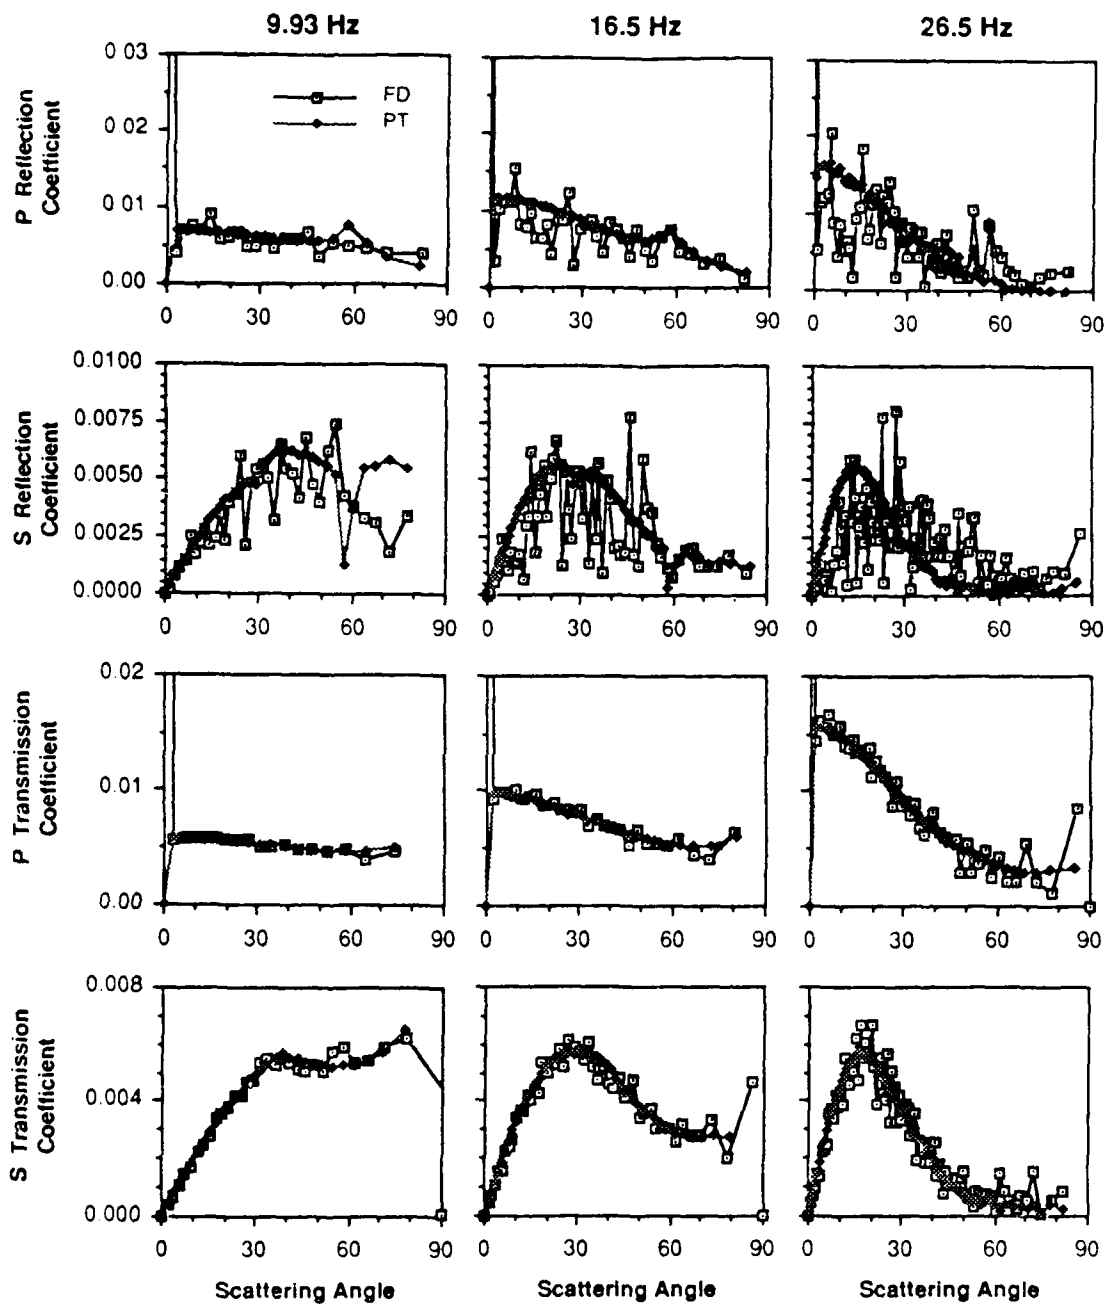 9.93 Hz 16.5 Hz 26.5 Hz
P Reflection
Coefficient
0 03
0 02
0 01
0.00
FD
PT
0 30 60 90
0 30 60 90
0 30 60 90
S Reflection
Coefficient
0.0100
0.0075
0.0050
0.0025
0.0000
0 30 60 90
0 30 60 90
0 30 60 90
P Transmission
Coefficient
0.02
0.01
0.00
0 30 60 90
0 30 60 90
0 30 60 90
S Transmission
Coefficient
0.008
0.004
0.000
0 30 60 90
0 30 60 90
0 30 60 90
Scattering Angle Scattering Angle Scattering Angle